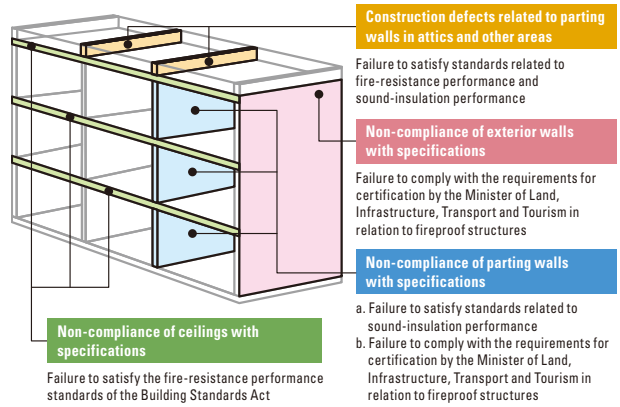 Construction defects related to parting
walls in attics and other areas
Failure to satisfy standards related to
fire-resistance performance and
sound-insulation performance
Non-compliance of exterior walls
with specifications
Failure to comply with the requirements for
certification by the Minister of Land,
Infrastructure, Transport and Tourism in
relation to fireproof structures
Non-compliance of parting walls
with specifications
a. Failure to satisfy standards related to
sound-insulation performance
b. Failure to comply with the requirements for
certification by the Minister of Land,
Infrastructure, Transport and Tourism in
relation to fireproof structures
Non-compliance of ceilings with
specifications
Failure to satisfy the fire-resistance performance
standards of the Building Standards Act